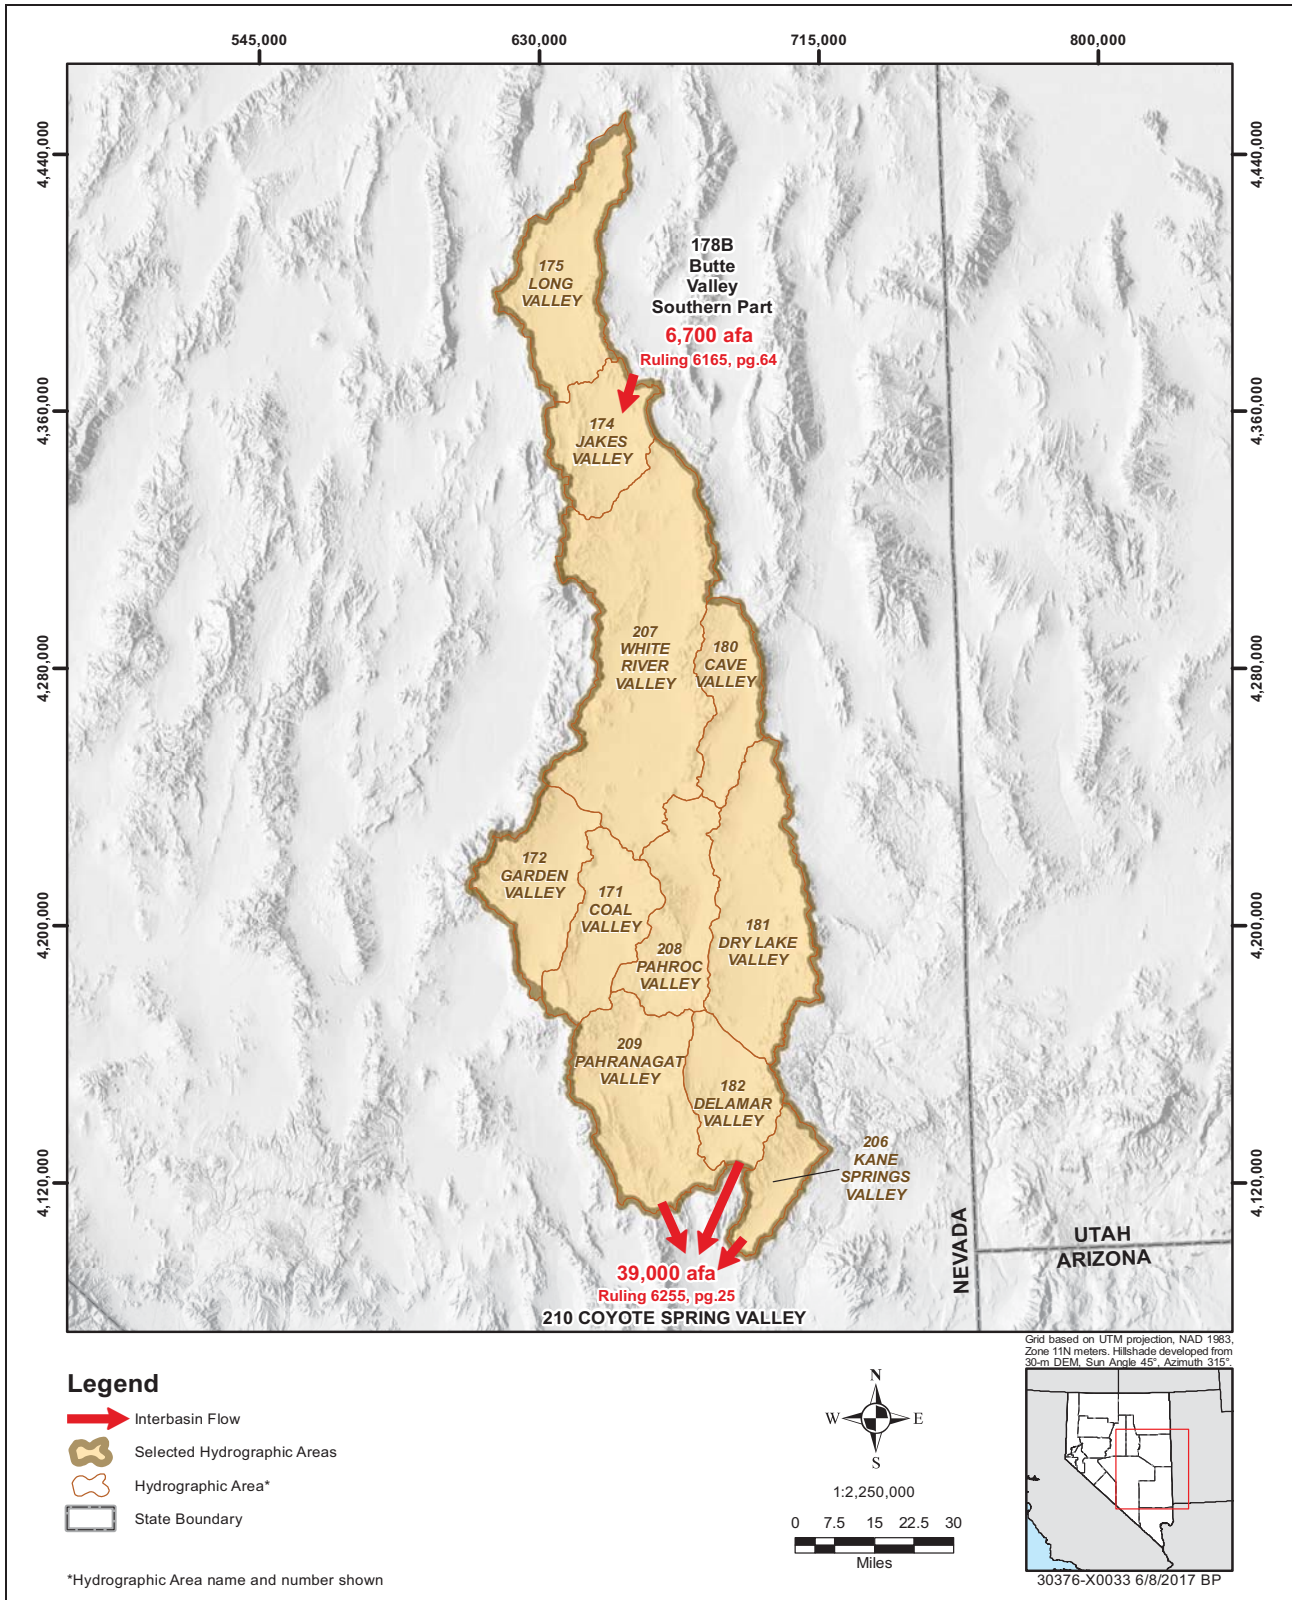 545,000
630,000
715,000
800,000
4,440,000
4,440,000
178B
Butte
Valley
Southern Part
6,700 afa
Ruling 6165, pg.64
175
LONG
VALLEY
4,360,000
4,360,000
174
JAKES
VALLEY
207
WHITE
RIVER
VALLEY
180
CAVE
VALLEY
4,280,000
4,280,000
172
GARDEN
VALLEY
171
COAL
VALLEY
208
PAHROC
VALLEY
181
DRY LAKE
VALLEY
4,200,000
4,200,000
209
PAHRANAGAT
VALLEY
182
DELAMAR
VALLEY
206
KANE
SPRINGS
VALLEY
4,120,000
4,120,000
NEVADA
UTAH
ARIZONA
39,000 afa
Ruling 6255, pg.25
210 COYOTE SPRING VALLEY
Grid based on UTM projection, NAD 1983,
Zone 11N meters. Hillshade developed from
30-m DEM, Sun Angle 45°, Azimuth 315°.
Legend
Interbasin Flow
Selected Hydrographic Areas
Hydrographic Area*
State Boundary
*Hydrographic Area name and number shown
N
W E
S
1:2,250,000
0 7.5 15 22.5 30
Miles
30376-X0033 6/8/2017 BP